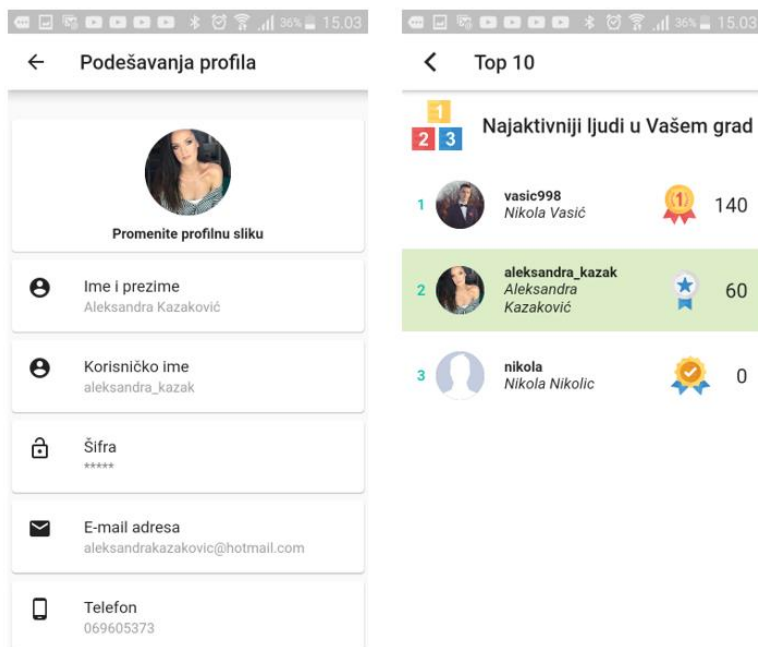 36% 15.03
Podešavanja profila
Promenite profilnu sliku
Ime i prezime
Aleksandra Kazaković
Korisničko ime
aleksandra_kazak
Šifra
*****
E-mail adresa
aleksandrakazakovic@hotmail.com
Telefon
069605373
36% 15.03
Top 10
1
2 3
Najaktivniji ljudi u Vašem grad
1 vasic998 (1) 140
Nikola Vasić
2 aleksandra_kazak 60
Aleksandra
Kazaković
3 nikola 0
Nikola Nikolic